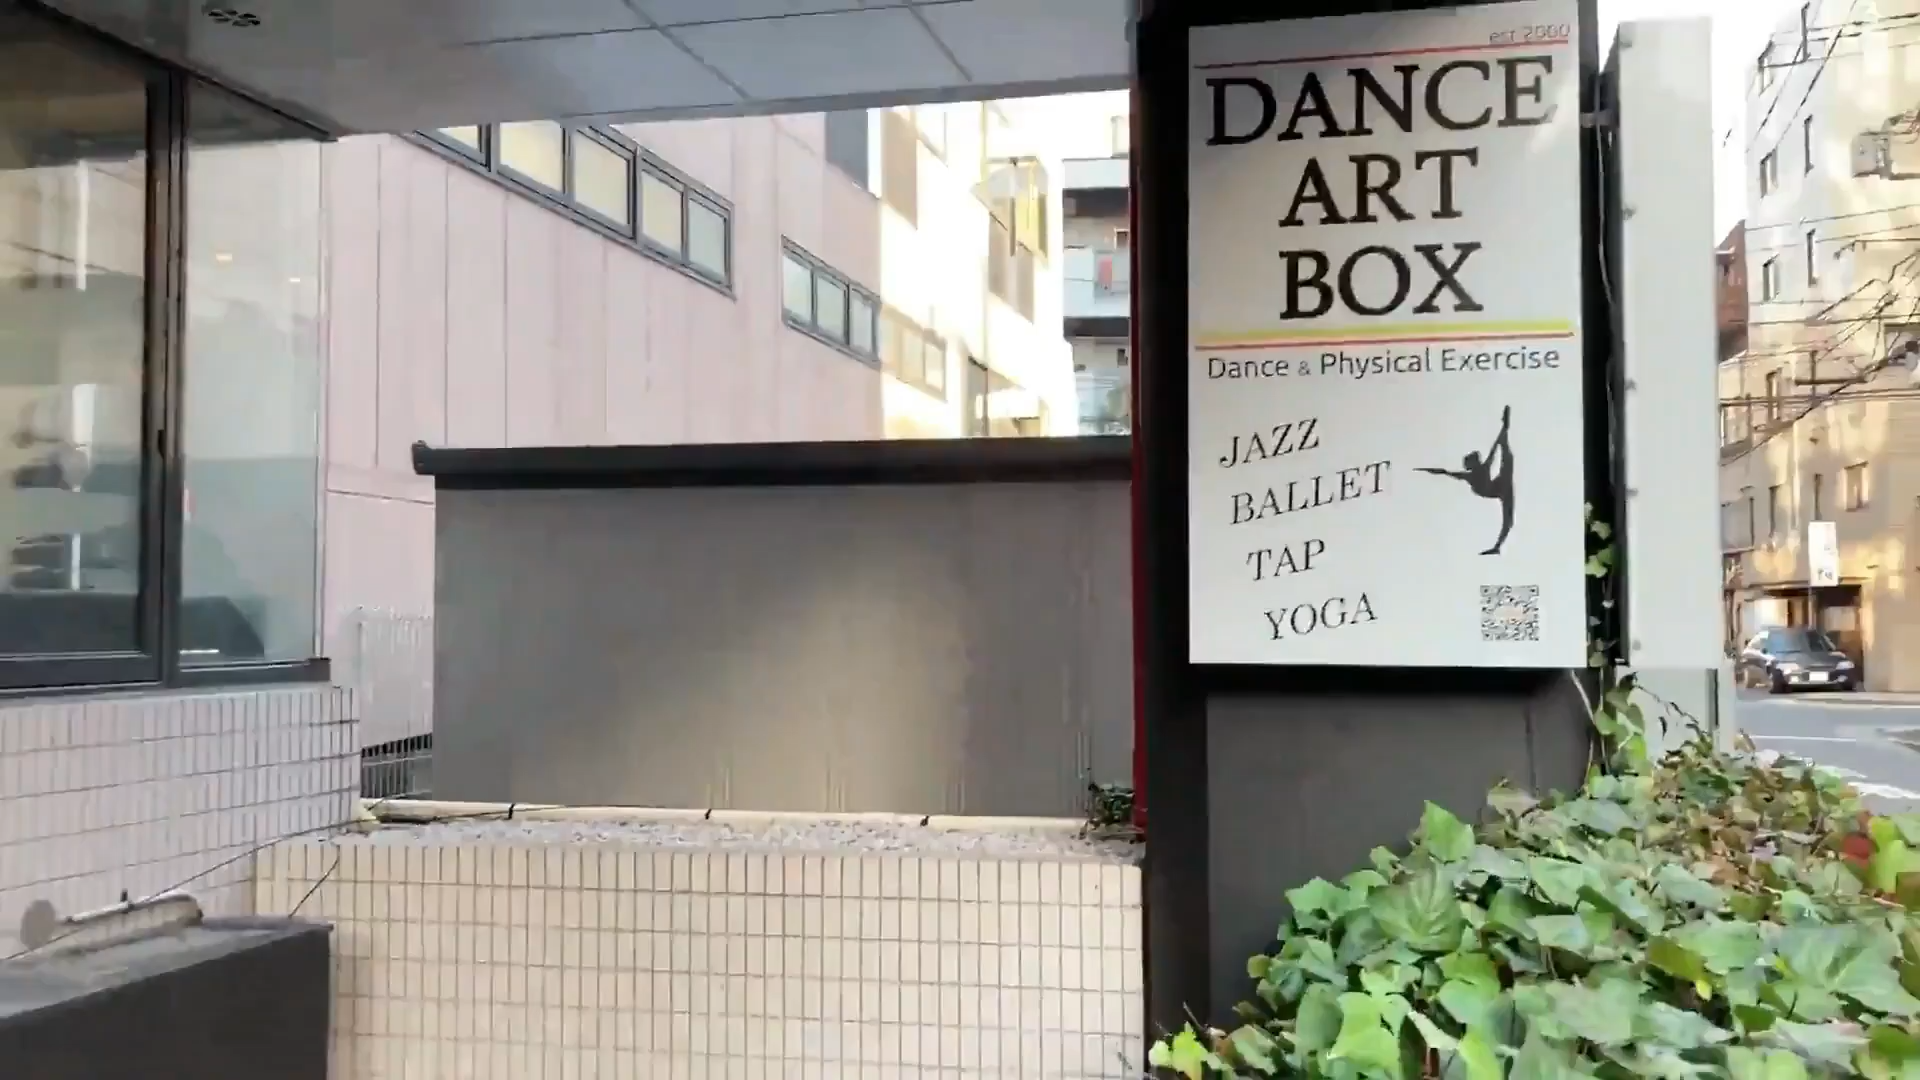 est 2000
DANCE
ART
BOX
Dance & Physical Exercise
JAZZ
BALLET
TAP
YOGA